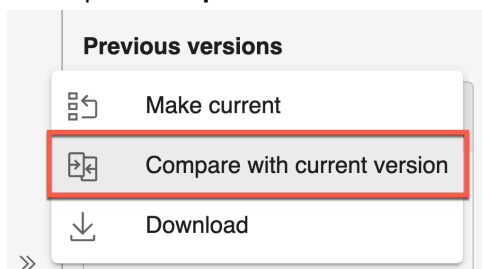 Previous versions
Make current
Compare with current version
Download